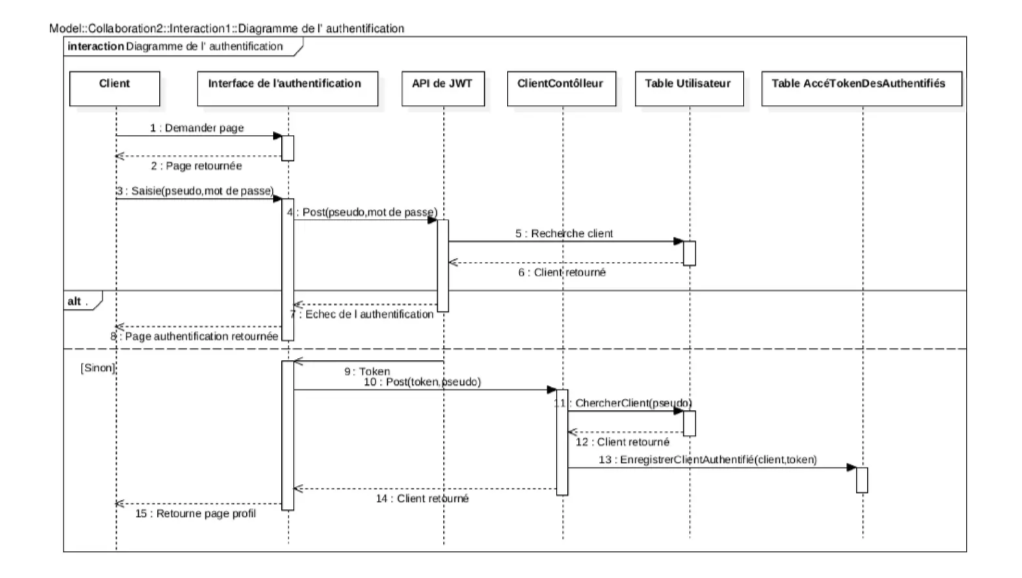 Model::Collaboration2::Interaction1::Diagramme de l' authentification
interaction Diagramme de l' authentification
Client
Interface de l'authentification
API de JWT
ClientContôlleur
Table Utilisateur
Table AccéTokenDesAuthentifiés
1 : Demander page
2 : Page retournée
3 : Saisie(pseudo,mot de passe)
4 : Post(pseudo,mot de passe)
5 : Recherche client
6 : Client retourné
alt .
7 : Echec de l authentification
8 : Page authentification retournée
[Sinon]
9 : Token
10 : Post(token,pseudo)
11 : ChercherClient(pseudo)
12 : Client retourné
13 : EnregistrerClientAuthentifié(client,token)
14 : Client retourné
15 : Retourne page profil